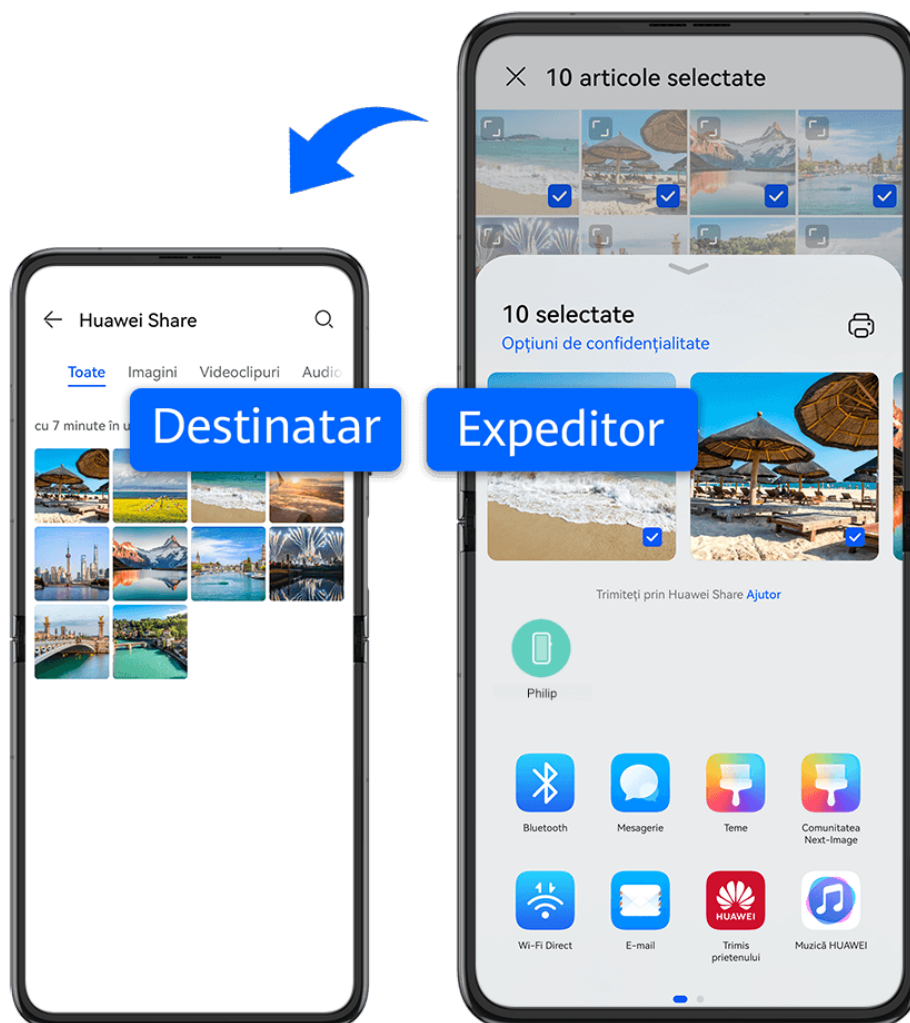 10 articole selectate
10 selectate
Opțiuni de confidențialitate
Huawei Share
Toate Imagini Videoclipuri Audio
cu 7 minute în u
Destinatar
Expeditor
Trimiteți prin Huawei Share Ajutor
Philip
Bluetooth Mesagerie Teme Comunitatea
Next-Image
HUAWEI
Wi-Fi Direct E-mail Trimis Muzică HUAWEI
prietenului